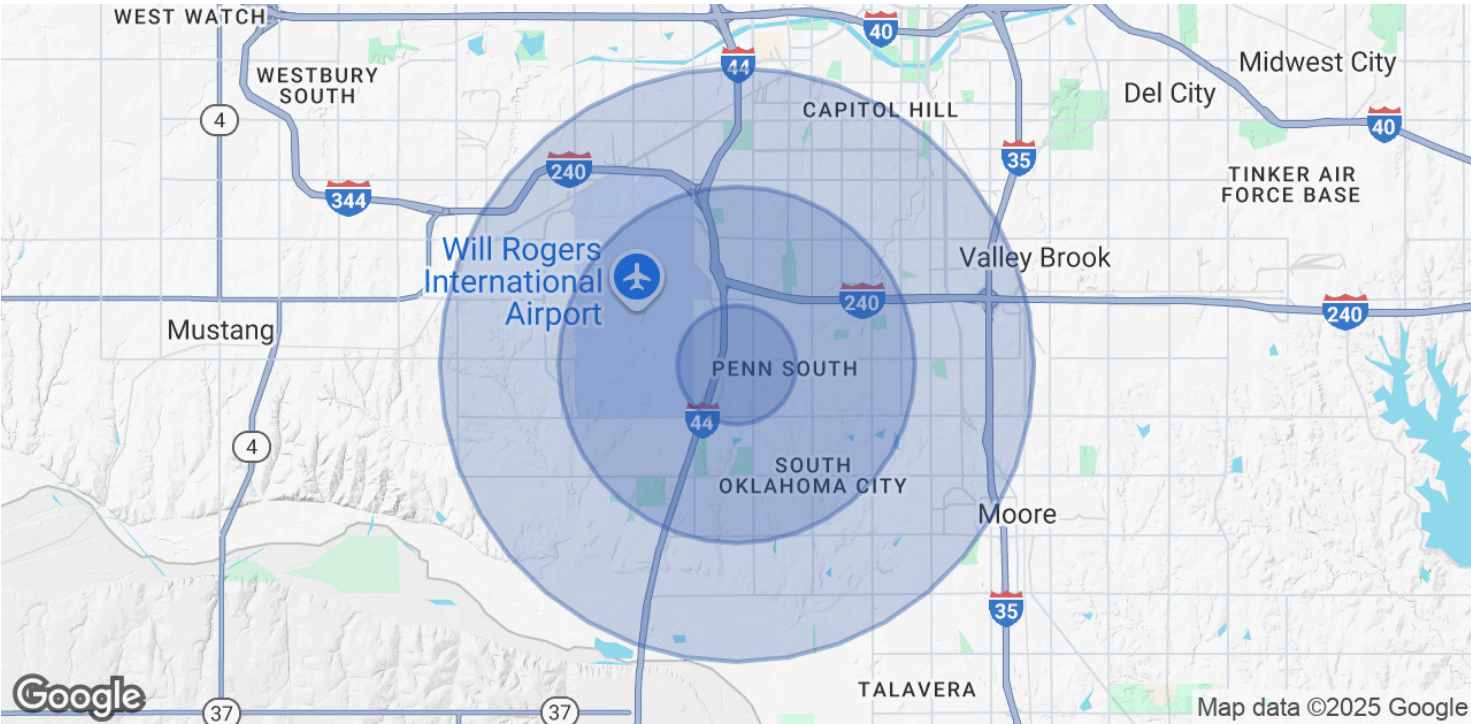 WEST WATCH
40
44
WESTBURY
SOUTH
Midwest City
Del City
CAPITOL HILL
4
40
35
240
TINKER AIR
FORCE BASE
344
Will Rogers
International
Airport
Valley Brook
240
240
Mustang
PENN SOUTH
44
4
SOUTH
OKLAHOMA CITY
Moore
35
TALAVERA
Google
37
37
Map data ©2025 Google